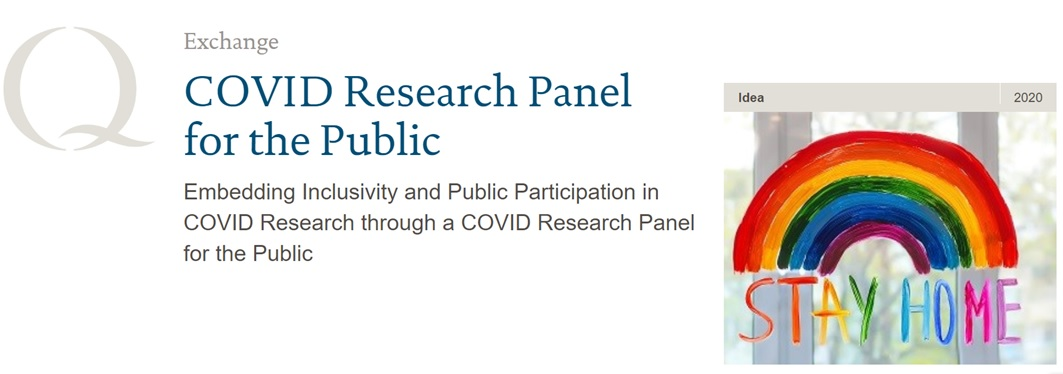 Q
Exchange
COVID Research Panel
for the Public
Embedding Inclusivity and Public Participation in
COVID Research through a COVID Research Panel
for the Public
Idea 2020
STAY HOME